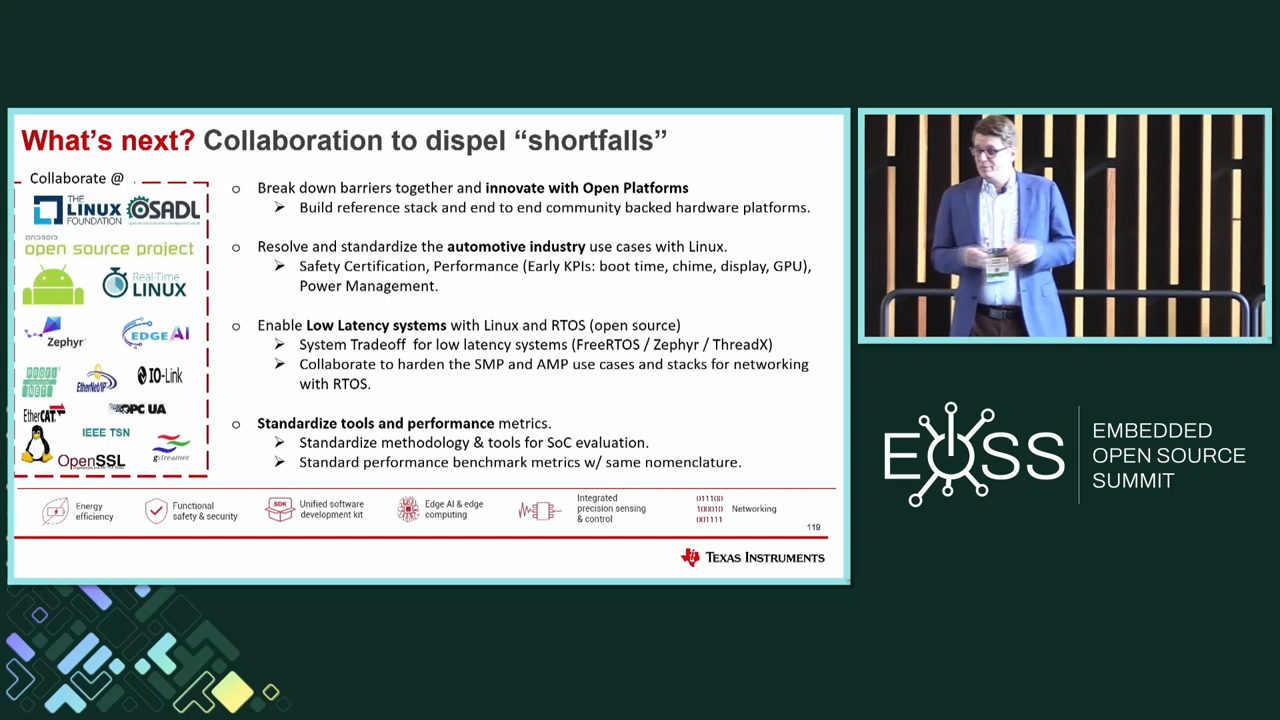 What's next? Collaboration to dispel “shortfalls”
Collaborate @
THE
LINUX
FOUNDATION
OSADL
ANDROID
open source project
Real-Time
LINUX
Zephyr
EDGE AI
PROFI
NET
EtherNet/IP
IO-Link
EtherCAT
OPC UA
IEEE TSN
OpenSSL
gstreamer
o Break down barriers together and innovate with Open Platforms
➢ Build reference stack and end to end community backed hardware platforms.
o Resolve and standardize the automotive industry use cases with Linux.
➢ Safety Certification, Performance (Early KPIs: boot time, chime, display, GPU),
Power Management.
o Enable Low Latency systems with Linux and RTOS (open source)
➢ System Tradeoff for low latency systems (FreeRTOS / Zephyr / ThreadX)
➢ Collaborate to harden the SMP and AMP use cases and stacks for networking
with RTOS.
o Standardize tools and performance metrics.
➢ Standardize methodology & tools for SoC evaluation.
➢ Standard performance benchmark metrics w/ same nomenclature.
Energy
efficiency
Functional
safety & security
SDK
Unified software
development kit
Edge AI & edge
computing
Integrated
precision sensing
& control
011100
100010
001111
Networking
119
TEXAS INSTRUMENTS
EOSS
EMBEDDED
OPEN SOURCE
SUMMIT